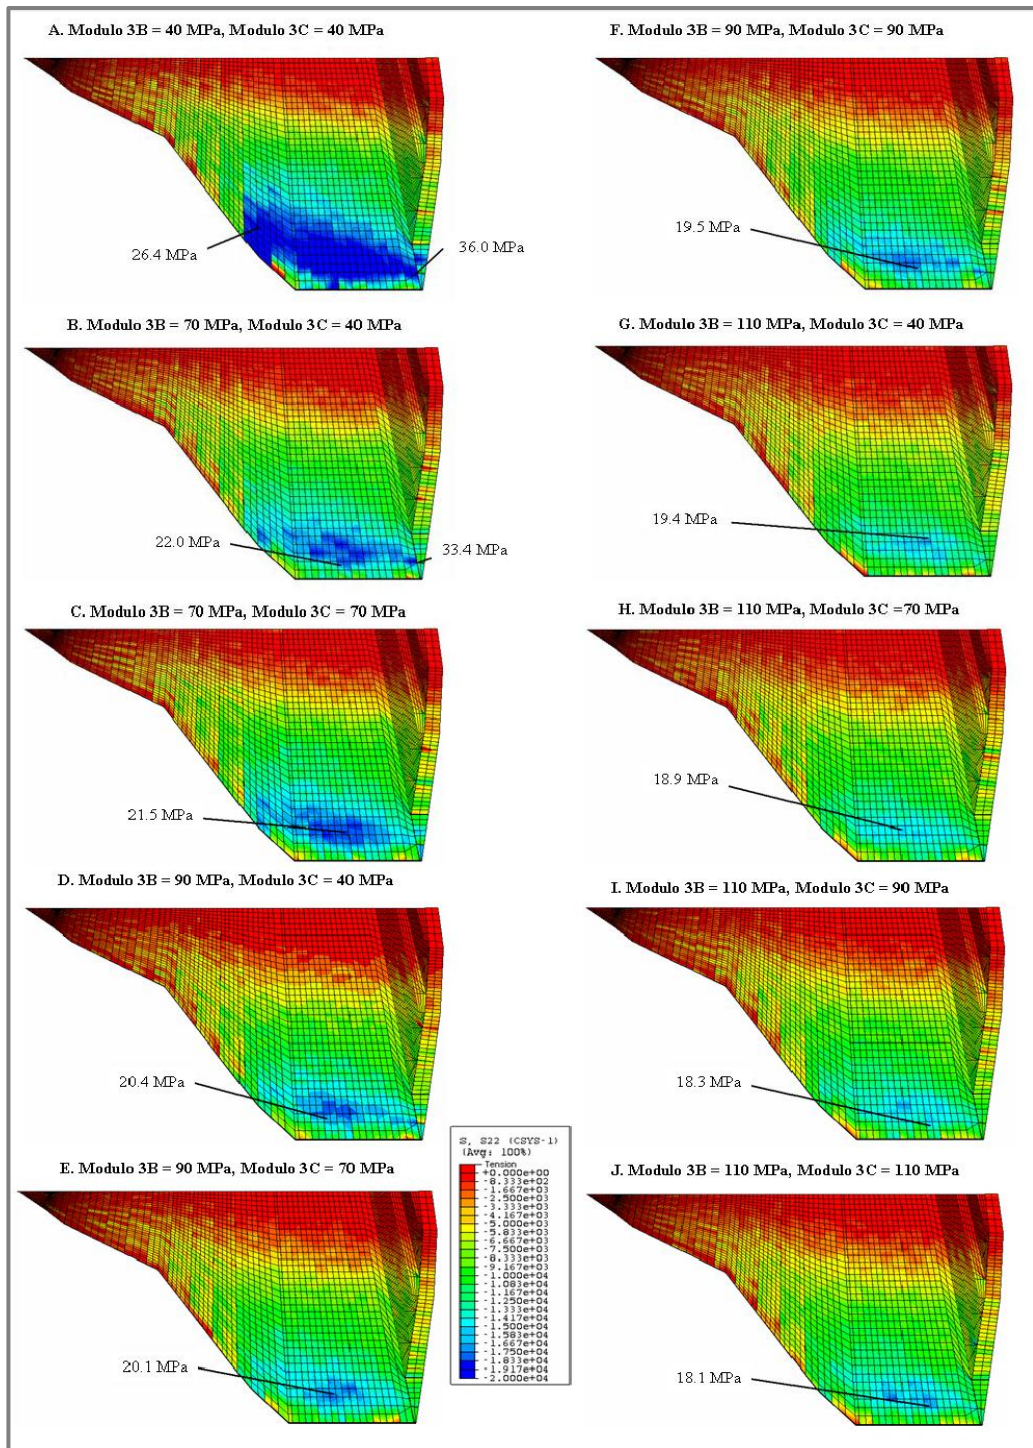 A. Modulo 3B = 40 MPa, Modulo 3C = 40 MPa
26.4 MPa
36.0 MPa
B. Modulo 3B = 70 MPa, Modulo 3C = 40 MPa
22.0 MPa
33.4 MPa
C. Modulo 3B = 70 MPa, Modulo 3C = 70 MPa
21.5 MPa
D. Modulo 3B = 90 MPa, Modulo 3C = 40 MPa
20.4 MPa
E. Modulo 3B = 90 MPa, Modulo 3C = 70 MPa
20.1 MPa
S, S22 (CSYS-1)
(Avg: 100%)
Tension
+0.000e+00
-8.333e+02
-1.667e+03
-2.500e+03
-3.333e+03
-4.167e+03
-5.000e+03
-5.833e+03
-6.667e+03
-7.500e+03
-8.333e+03
-9.167e+03
-1.000e+04
-1.083e+04
-1.167e+04
-1.250e+04
-1.333e+04
-1.417e+04
-1.500e+04
-1.583e+04
-1.667e+04
-1.750e+04
-1.833e+04
-1.917e+04
-2.000e+04
F. Modulo 3B = 90 MPa, Modulo 3C = 90 MPa
19.5 MPa
G. Modulo 3B = 110 MPa, Modulo 3C = 40 MPa
19.4 MPa
H. Modulo 3B = 110 MPa, Modulo 3C =70 MPa
18.9 MPa
I. Modulo 3B = 110 MPa, Modulo 3C = 90 MPa
18.3 MPa
J. Modulo 3B = 110 MPa, Modulo 3C = 110 MPa
18.1 MPa